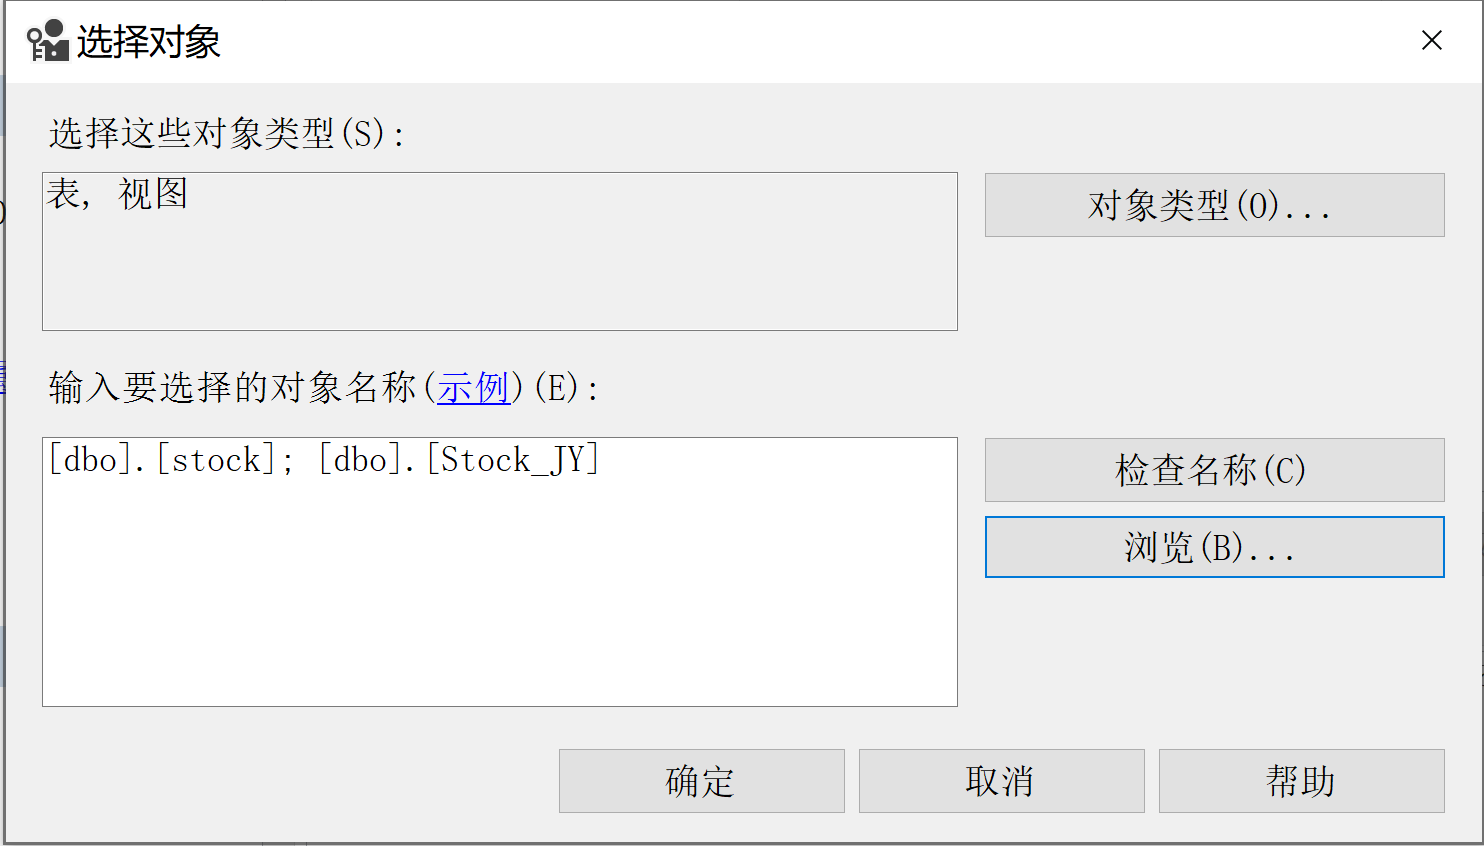 选择对象
选择这些对象类型(S):
表, 视图
对象类型(O)...
输入要选择的对象名称(示例)(E):
[dbo].[stock]; [dbo].[Stock_JY]
检查名称(C)
浏览(B)...
确定
取消
帮助